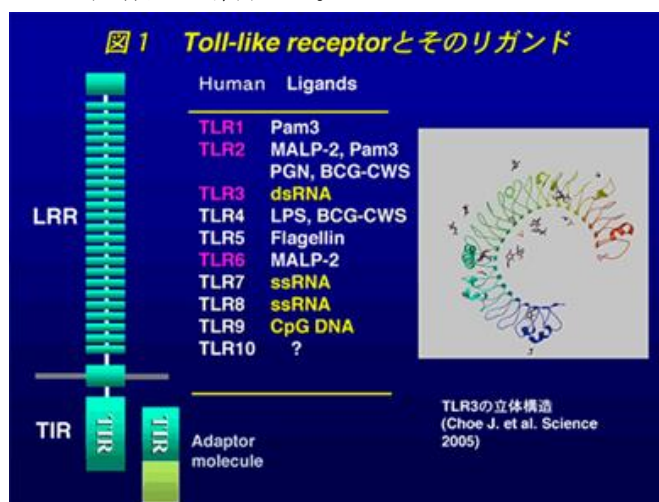 図1 Toll-like receptorとそのリガンド
Human Ligands
TLR1 Pam3
TLR2 MALP-2, Pam3
PGN, BCG-CWS
TLR3 dsRNA
TLR4 LPS, BCG-CWS
TLR5 Flagellin
TLR6 MALP-2
TLR7 ssRNA
TLR8 ssRNA
TLR9 CpG DNA
TLR10 ?
LRR
TIR
TIR
TIR
Adaptor
molecule
TLR3の立体構造
(Choe J. et al. Science
2005)